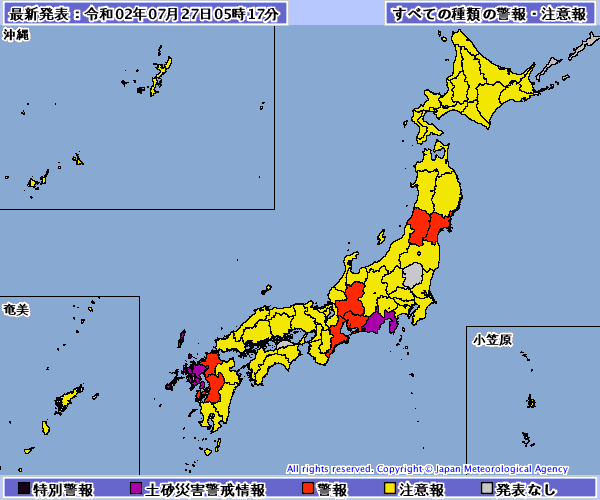 最新発表：令和02年07月27日05時17分
すべての種類の警報・注意報
沖縄
奄美
小笠原
All rights reserved. Copyright © Japan Meteorological Agency
特別警報
土砂災害警戒情報
警報
注意報
発表なし